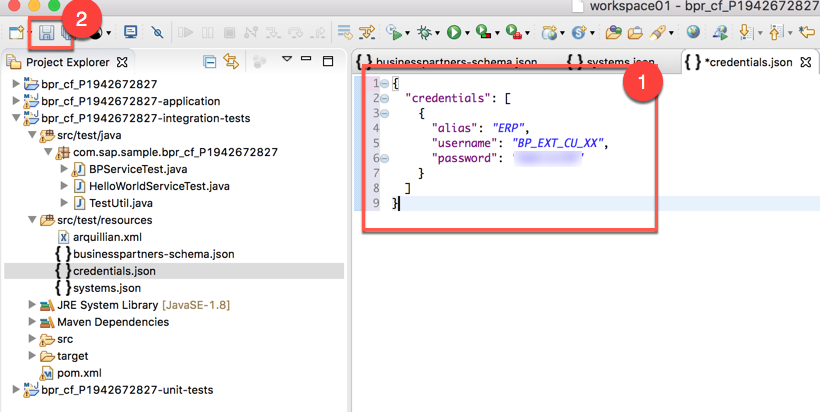 workspace01 - bpr_cf_P1942672827
2
Project Explorer
businesspartners-schema.json
systems.json
*credentials.json
1
bpr_cf_P1942672827
bpr_cf_P1942672827-application
bpr_cf_P1942672827-integration-tests
src/test/java
com.sap.sample.bpr_cf_P1942672827
BPServiceTest.java
HelloWorldServiceTest.java
TestUtil.java
src/test/resources
arquillian.xml
businesspartners-schema.json
credentials.json
systems.json
JRE System Library [JavaSE-1.8]
Maven Dependencies
src
target
pom.xml
bpr_cf_P1942672827-unit-tests
1 {
2 "credentials": [
3 {
4 "alias": "ERP",
5 "username": "BP_EXT_CU_XX",
6 "password":
7 }
8 ]
9 }